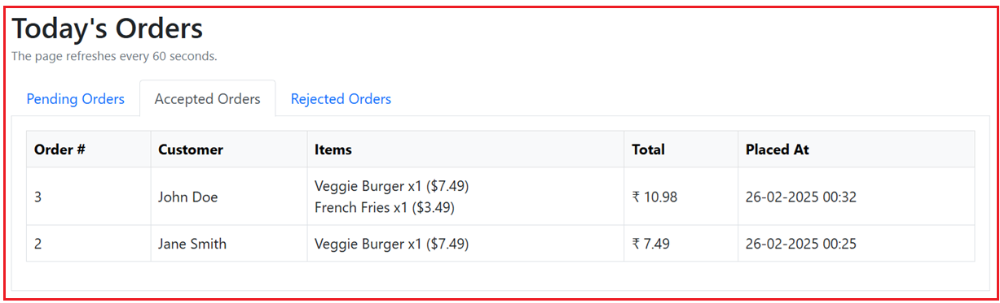 Today's Orders
The page refreshes every 60 seconds.
Pending Orders Accepted Orders Rejected Orders
Order # Customer Items Total Placed At
3 John Doe Veggie Burger x1 ($7.49) French Fries x1 ($3.49) ₹ 10.98 26-02-2025 00:32
2 Jane Smith Veggie Burger x1 ($7.49) ₹ 7.49 26-02-2025 00:25